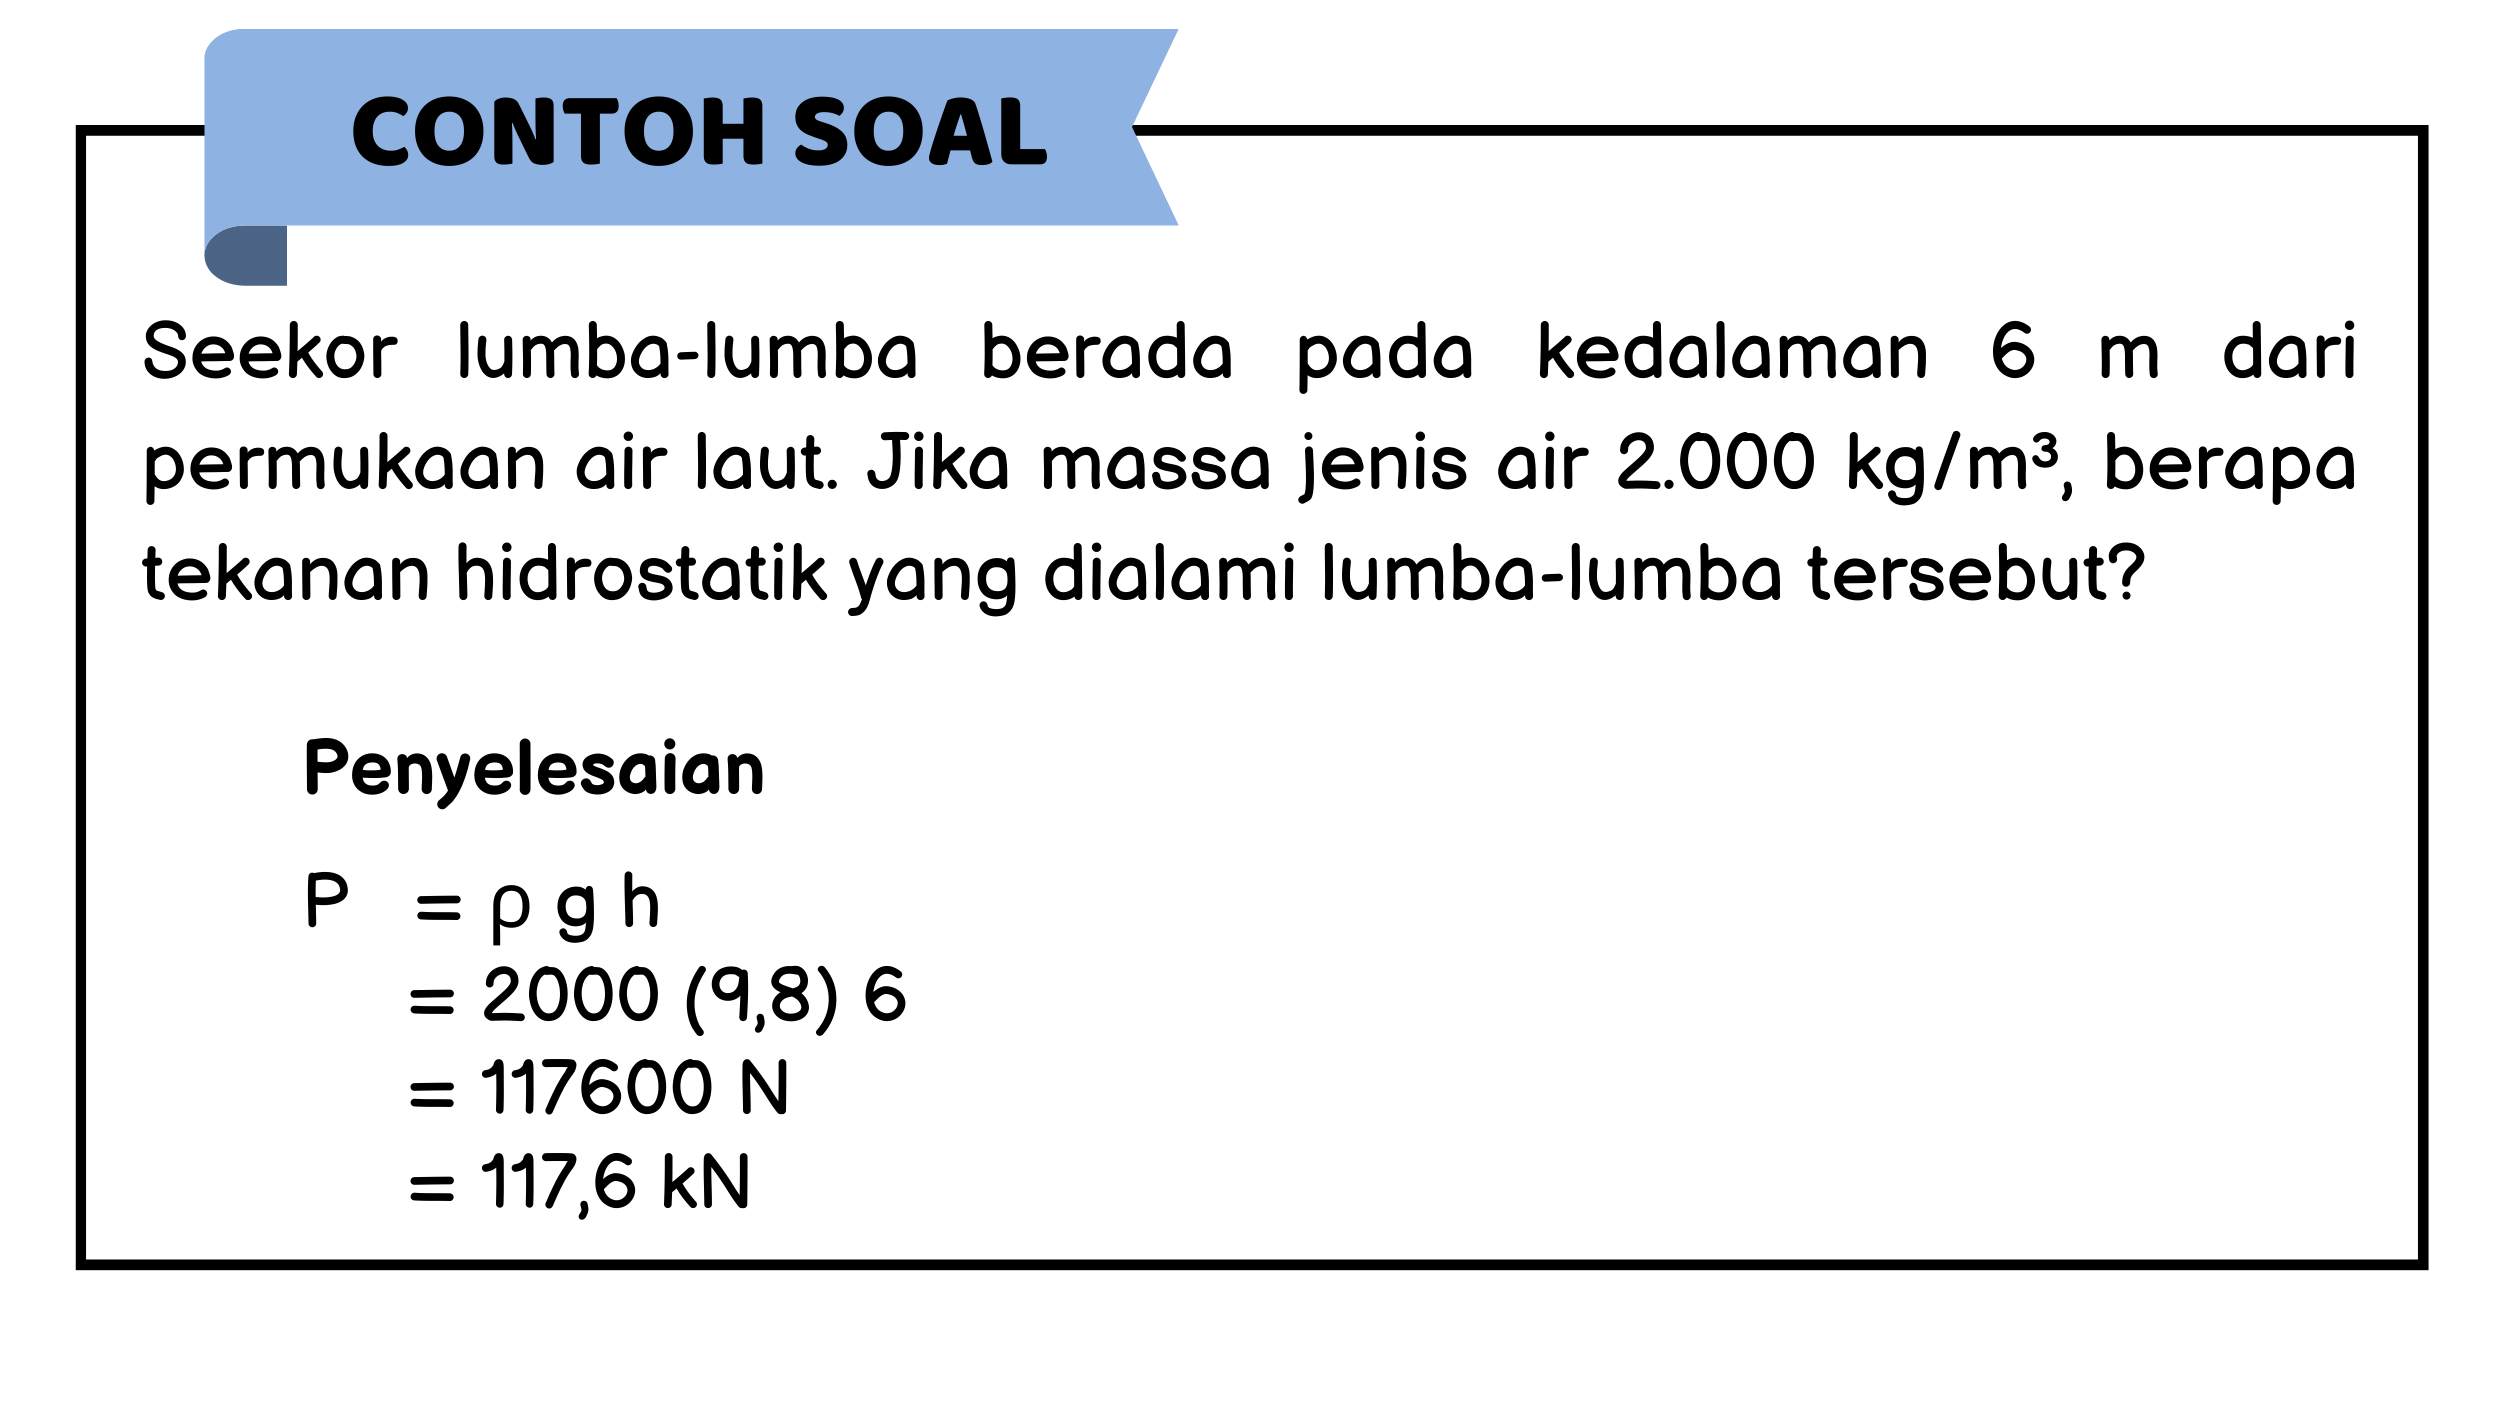 CONTOH SOAL
Seekor lumba-lumba berada pada kedalaman 6 m dari
permukaan air laut. Jika massa jenis air 2.000 kg/m³, berapa
tekanan hidrostatik yang dialami lumba-lumba tersebut?
Penyelesaian
P = ρ g h
= 2000 (9,8) 6
= 117600 N
= 117,6 kN